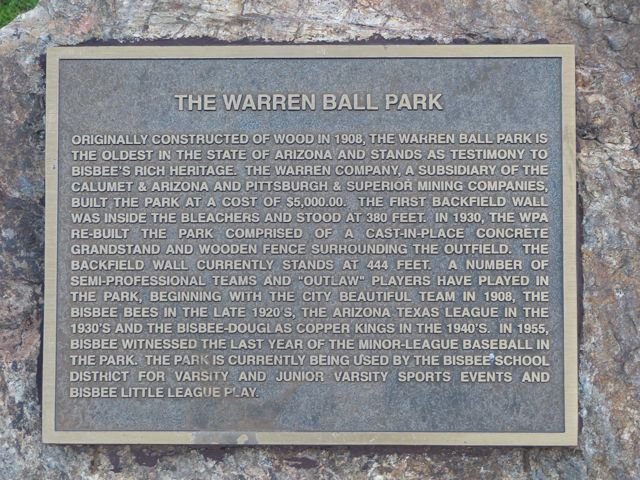 THE WARREN BALL PARK
ORIGINALLY CONSTRUCTED OF WOOD IN 1908, THE WARREN BALL PARK IS
THE OLDEST IN THE STATE OF ARIZONA AND STANDS AS TESTIMONY TO
BISBEE'S RICH HERITAGE. THE WARREN COMPANY, A SUBSIDIARY OF THE
CALUMET & ARIZONA AND PITTSBURGH & SUPERIOR MINING COMPANIES,
BUILT THE PARK AT A COST OF $5,000.00. THE FIRST BACKFIELD WALL
WAS INSIDE THE BLEACHERS AND STOOD AT 380 FEET. IN 1930, THE WPA
RE-BUILT THE PARK COMPRISED OF A CAST-IN-PLACE CONCRETE
GRANDSTAND AND WOODEN FENCE SURROUNDING THE OUTFIELD. THE
BACKFIELD WALL CURRENTLY STANDS AT 444 FEET. A NUMBER OF
SEMI-PROFESSIONAL TEAMS AND "OUTLAW" PLAYERS HAVE PLAYED IN
THE PARK, BEGINNING WITH THE CITY BEAUTIFUL TEAM IN 1908, THE
BISBEE BEES IN THE LATE 1920'S, THE ARIZONA TEXAS LEAGUE IN THE
1930'S AND THE BISBEE-DOUGLAS COPPER KINGS IN THE 1940'S. IN 1955,
BISBEE WITNESSED THE LAST YEAR OF THE MINOR-LEAGUE BASEBALL IN
THE PARK. THE PARK IS CURRENTLY BEING USED BY THE BISBEE SCHOOL
DISTRICT FOR VARSITY AND JUNIOR VARSITY SPORTS EVENTS AND
BISBEE LITTLE LEAGUE PLAY.